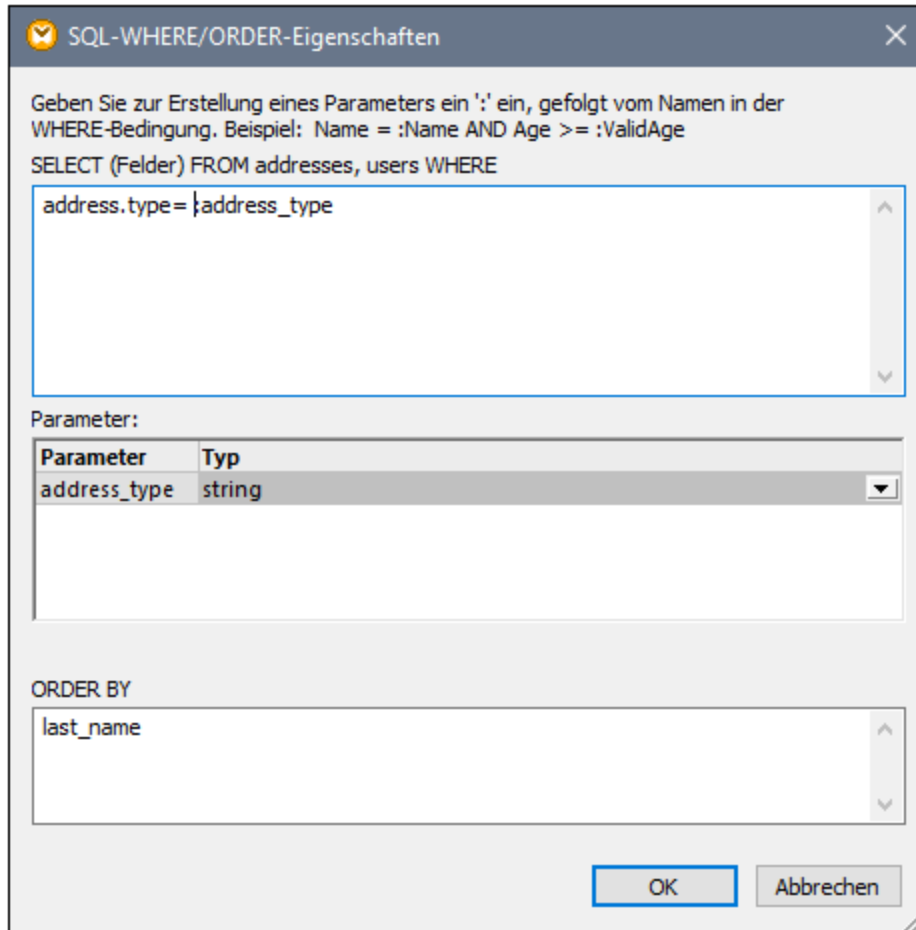 SQL-WHERE/ORDER-Eigenschaften
Geben Sie zur Erstellung eines Parameters ein ':' ein, gefolgt vom Namen in der
WHERE-Bedingung. Beispiel:  Name = :Name AND Age >= :ValidAge
SELECT (Felder) FROM addresses, users WHERE
address.type= :address_type
Parameter:
Parameter Typ
address_type string
ORDER BY
last_name
OK Abbrechen